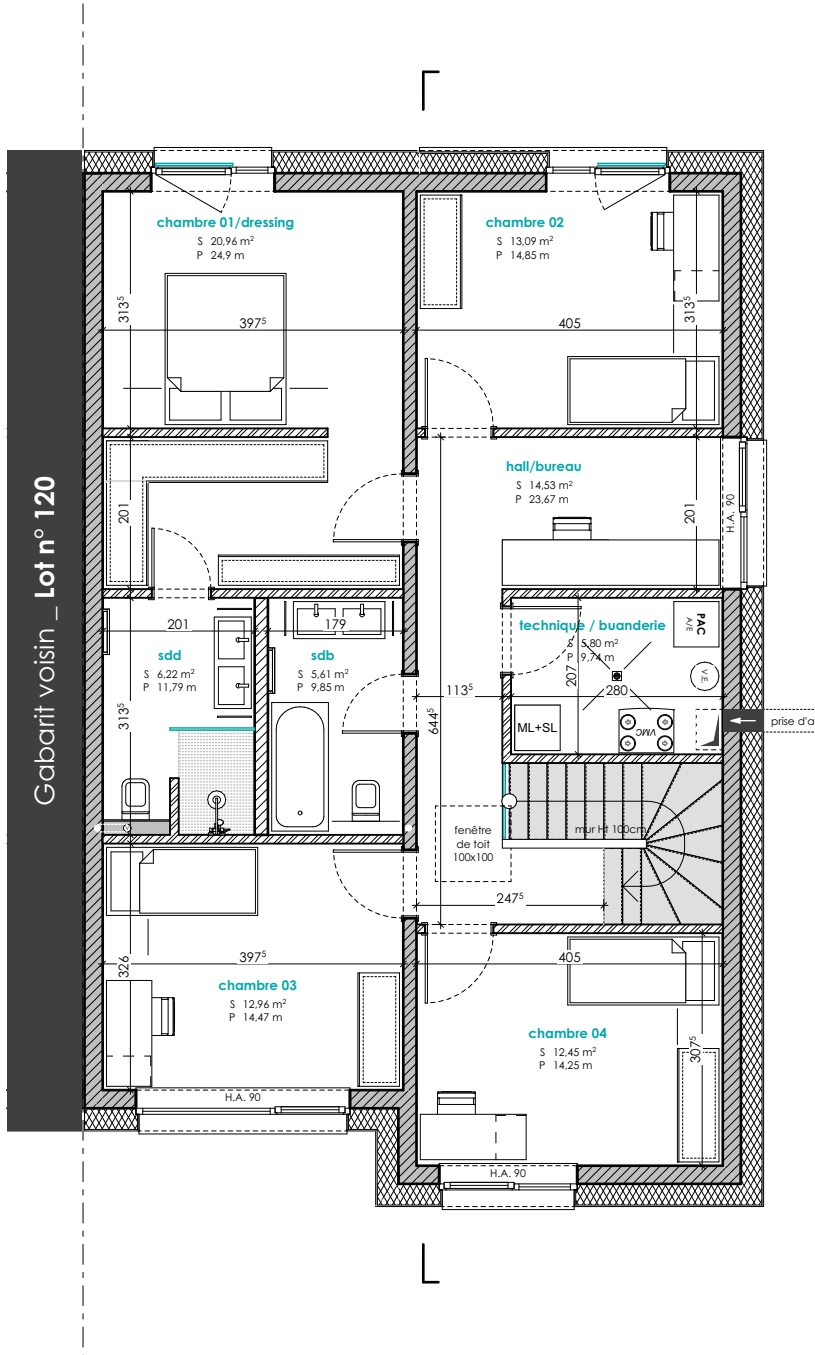 Gabarit voisin _ Lot n° 120
chambre 01/dressing
S 20,96 m²
P 24,9 m
chambre 02
S 13,09 m²
P 14,85 m
313⁵
397⁵
405
313⁵
hall/bureau
S 14,53 m²
P 23,67 m
201
201
H.A. 90
201
179
sdd
S 6,22 m²
P 11,79 m
sdb
S 5,61 m²
P 9,85 m
technique / buanderie
S 5,80 m²
P 9,74 m
PAC
A/E
V.E.
207
280
113⁵
644⁵
313⁵
ML+SL
VMC
prise d'a
fenêtre
de toit
100x100
mur Ht 100cm
247⁵
326
397⁵
405
chambre 03
S 12,96 m²
P 14,47 m
chambre 04
S 12,45 m²
P 14,25 m
307⁵
H.A. 90
H.A. 90